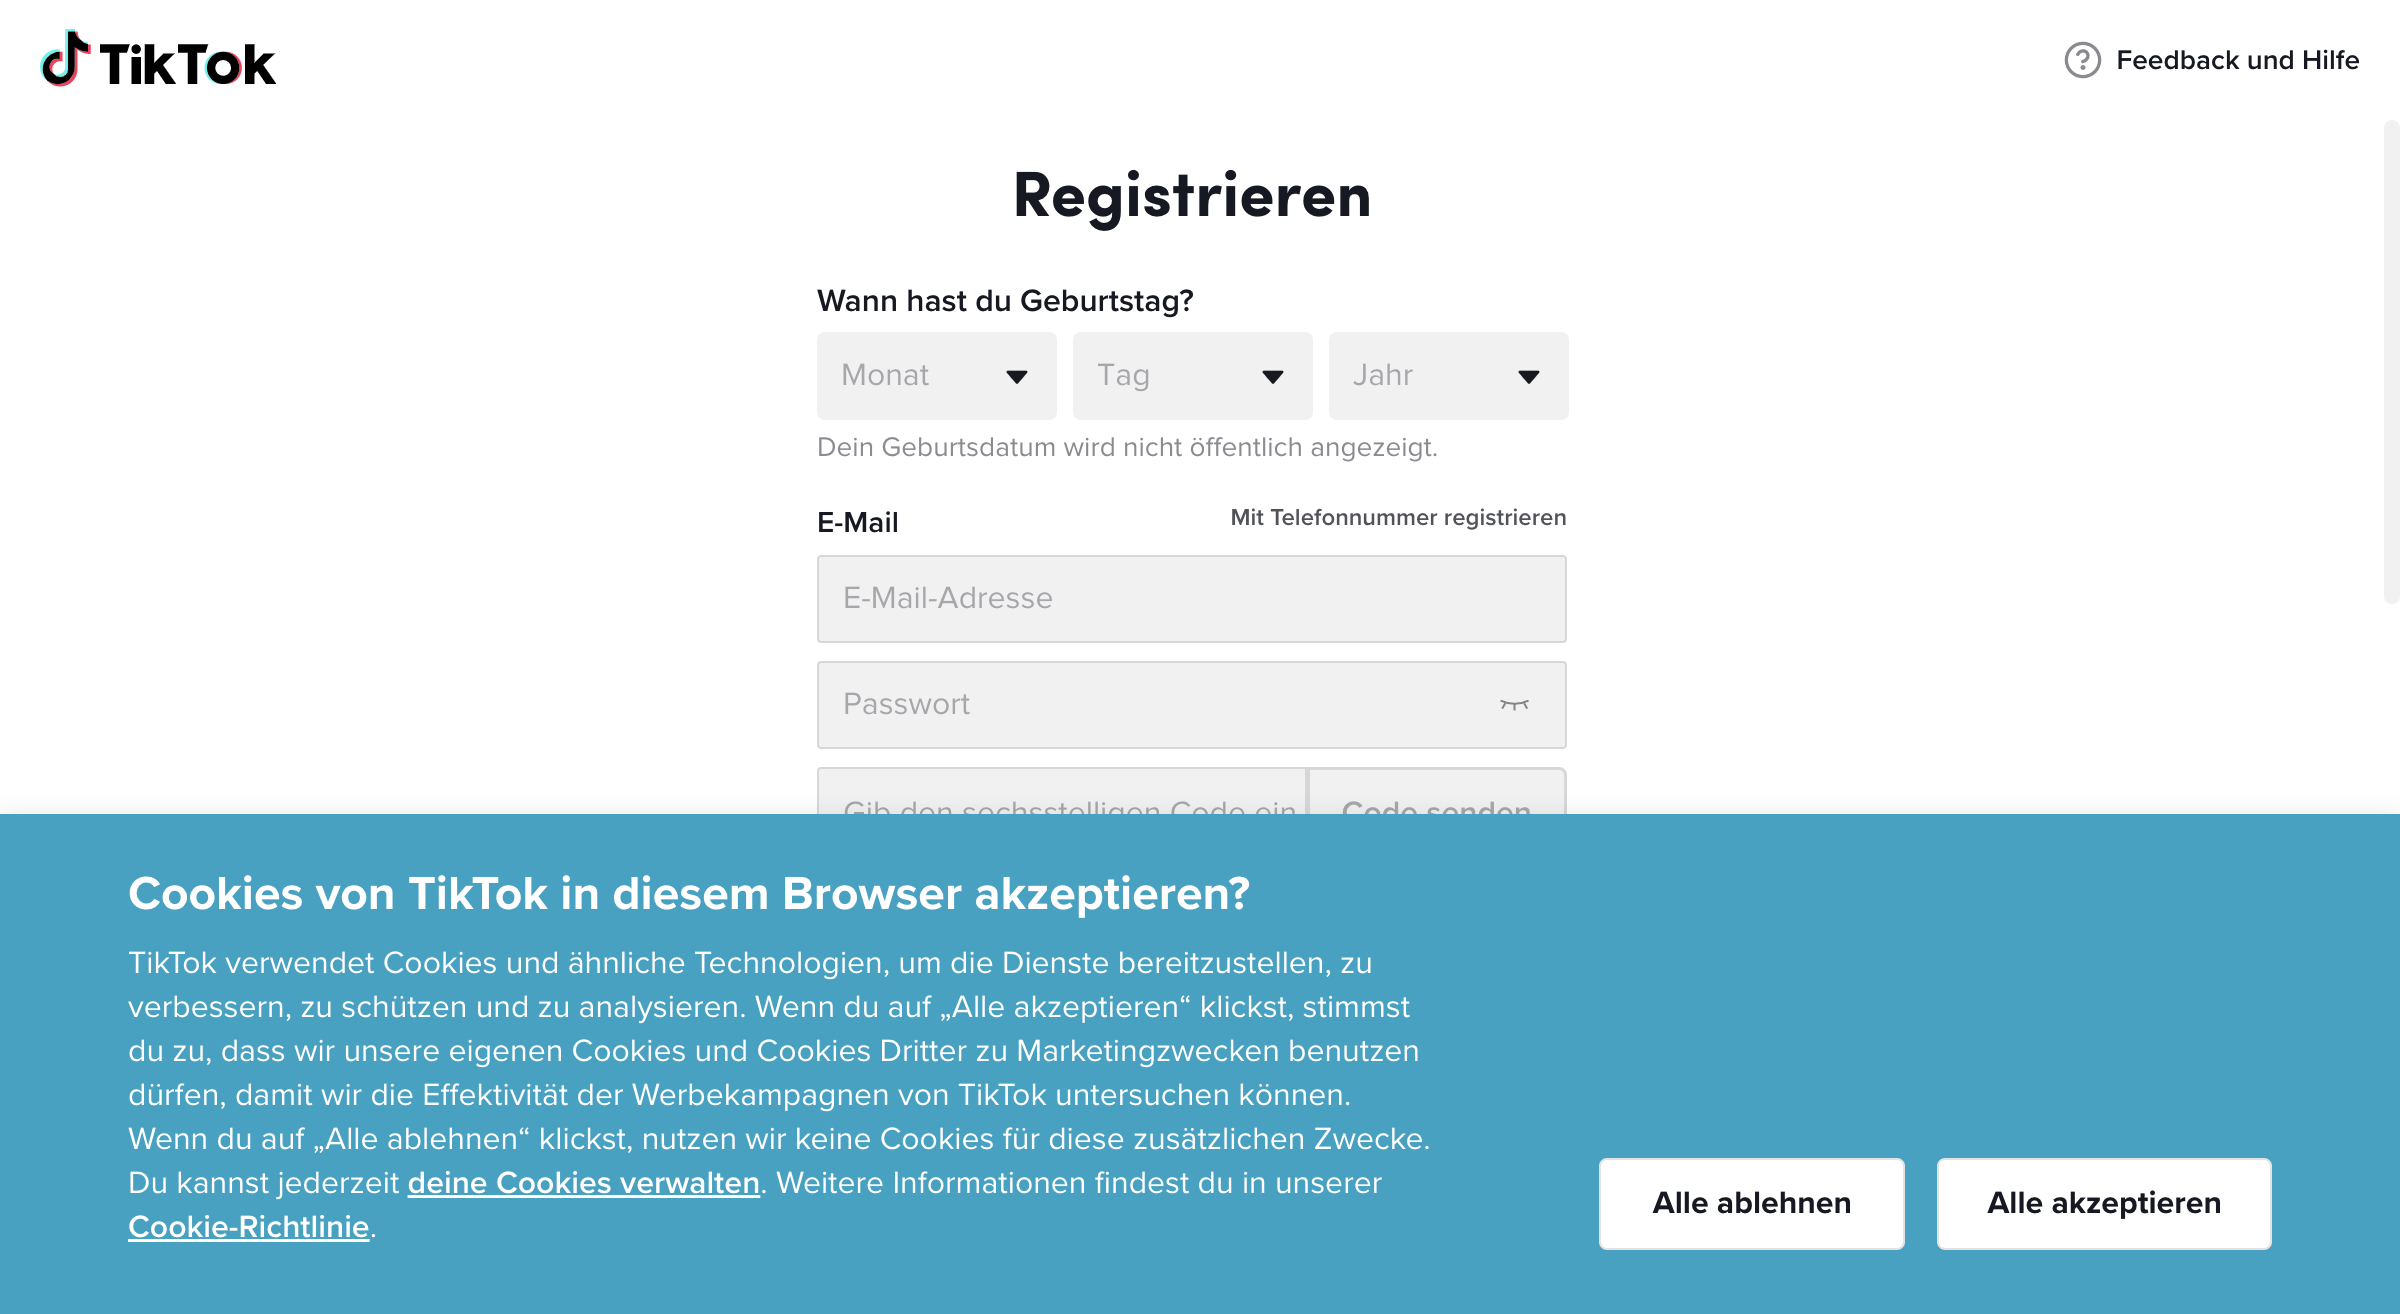 TikTok
Feedback und Hilfe
Registrieren
Wann hast du Geburtstag?
Monat
Tag
Jahr
Dein Geburtsdatum wird nicht öffentlich angezeigt.
E-Mail
Mit Telefonnummer registrieren
E-Mail-Adresse
Passwort
Gib den sechsstelligen Code ein
Code senden
Cookies von TikTok in diesem Browser akzeptieren?
TikTok verwendet Cookies und ähnliche Technologien, um die Dienste bereitzustellen, zu
verbessern, zu schützen und zu analysieren. Wenn du auf „Alle akzeptieren“ klickst, stimmst
du zu, dass wir unsere eigenen Cookies und Cookies Dritter zu Marketingzwecken benutzen
dürfen, damit wir die Effektivität der Werbekampagnen von TikTok untersuchen können.
Wenn du auf „Alle ablehnen“ klickst, nutzen wir keine Cookies für diese zusätzlichen Zwecke.
Du kannst jederzeit deine Cookies verwalten. Weitere Informationen findest du in unserer
Cookie-Richtlinie.
Alle ablehnen
Alle akzeptieren